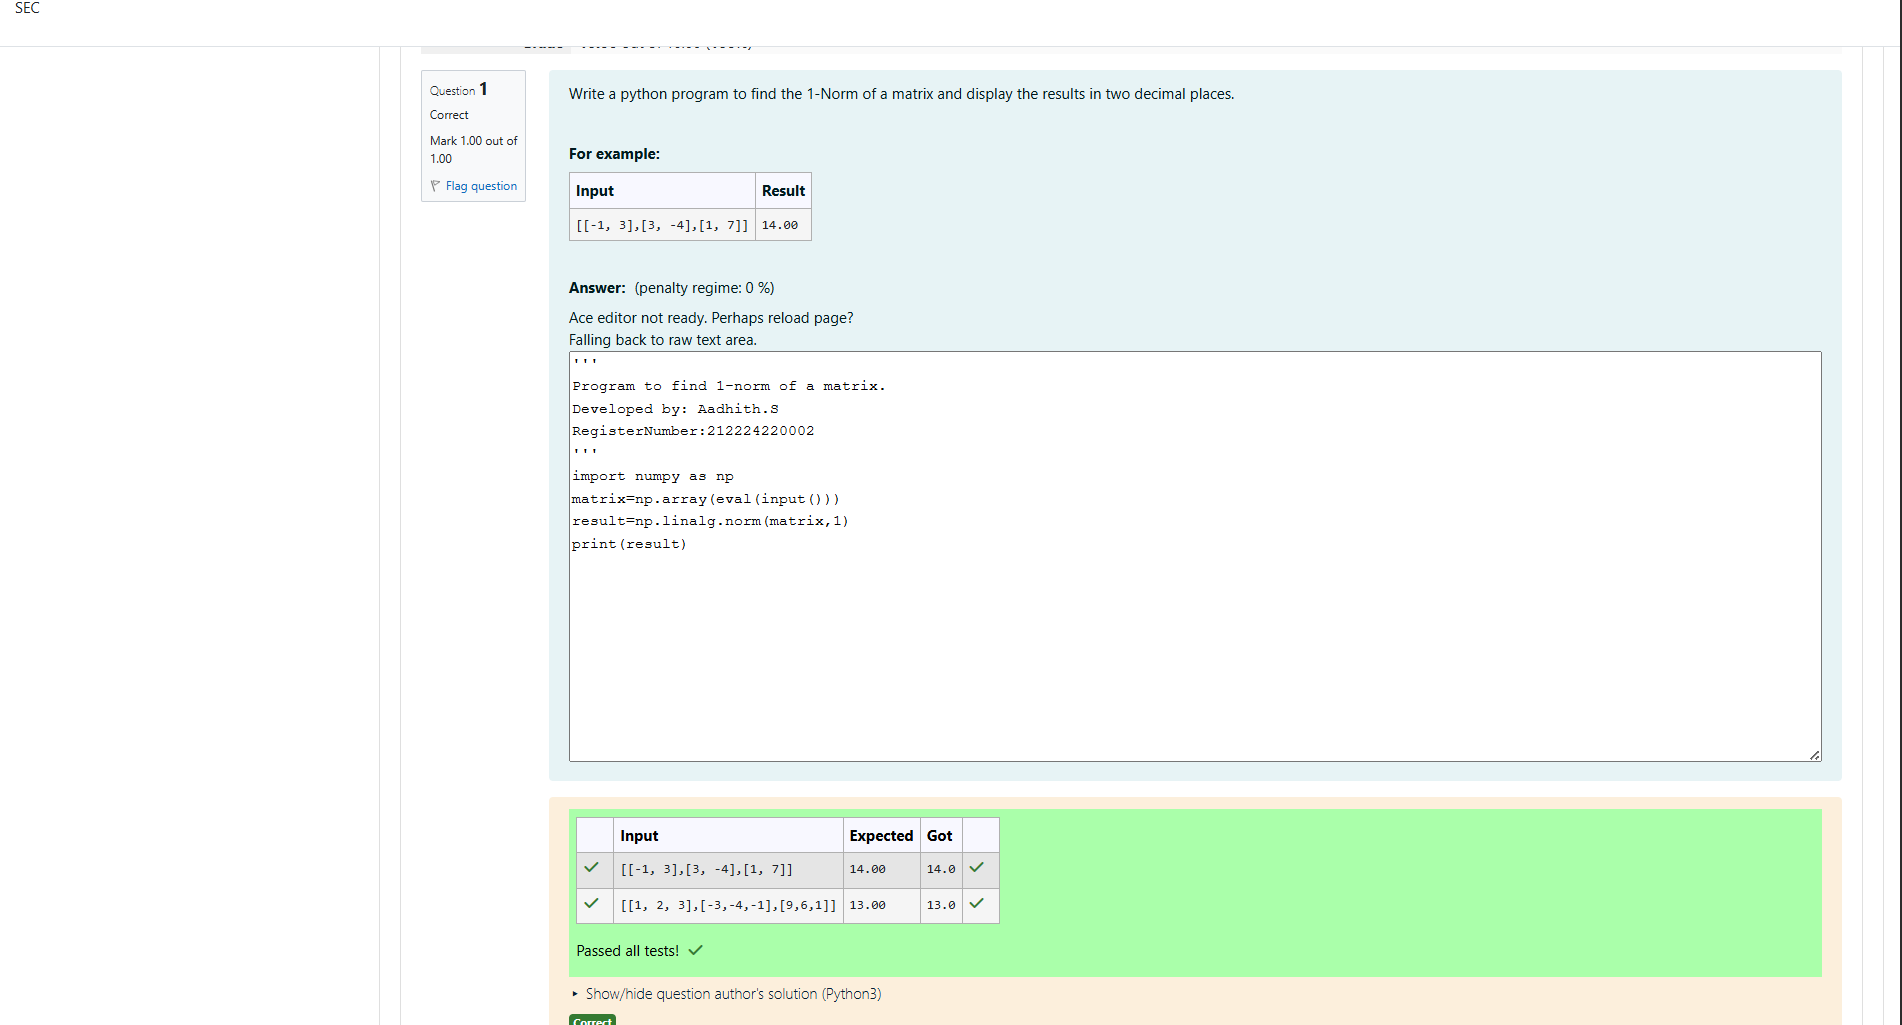 SEC
Question 1
Correct
Mark 1.00 out of
1.00
Flag question
Write a python program to find the 1-Norm of a matrix and display the results in two decimal places.
For example:
Input Result
[[-1, 3],[3, -4],[1, 7]] 14.00
Answer: (penalty regime: 0 %)
Ace editor not ready. Perhaps reload page?
Falling back to raw text area.
'''
Program to find 1-norm of a matrix.
Developed by: Aadhith.S
RegisterNumber:212224220002
'''
import numpy as np
matrix=np.array(eval(input()))
result=np.linalg.norm(matrix,1)
print(result)
Input Expected Got
[[-1, 3],[3, -4],[1, 7]] 14.00 14.0
[[1, 2, 3],[-3,-4,-1],[9,6,1]] 13.00 13.0
Passed all tests!
Show/hide question author's solution (Python3)
Correct